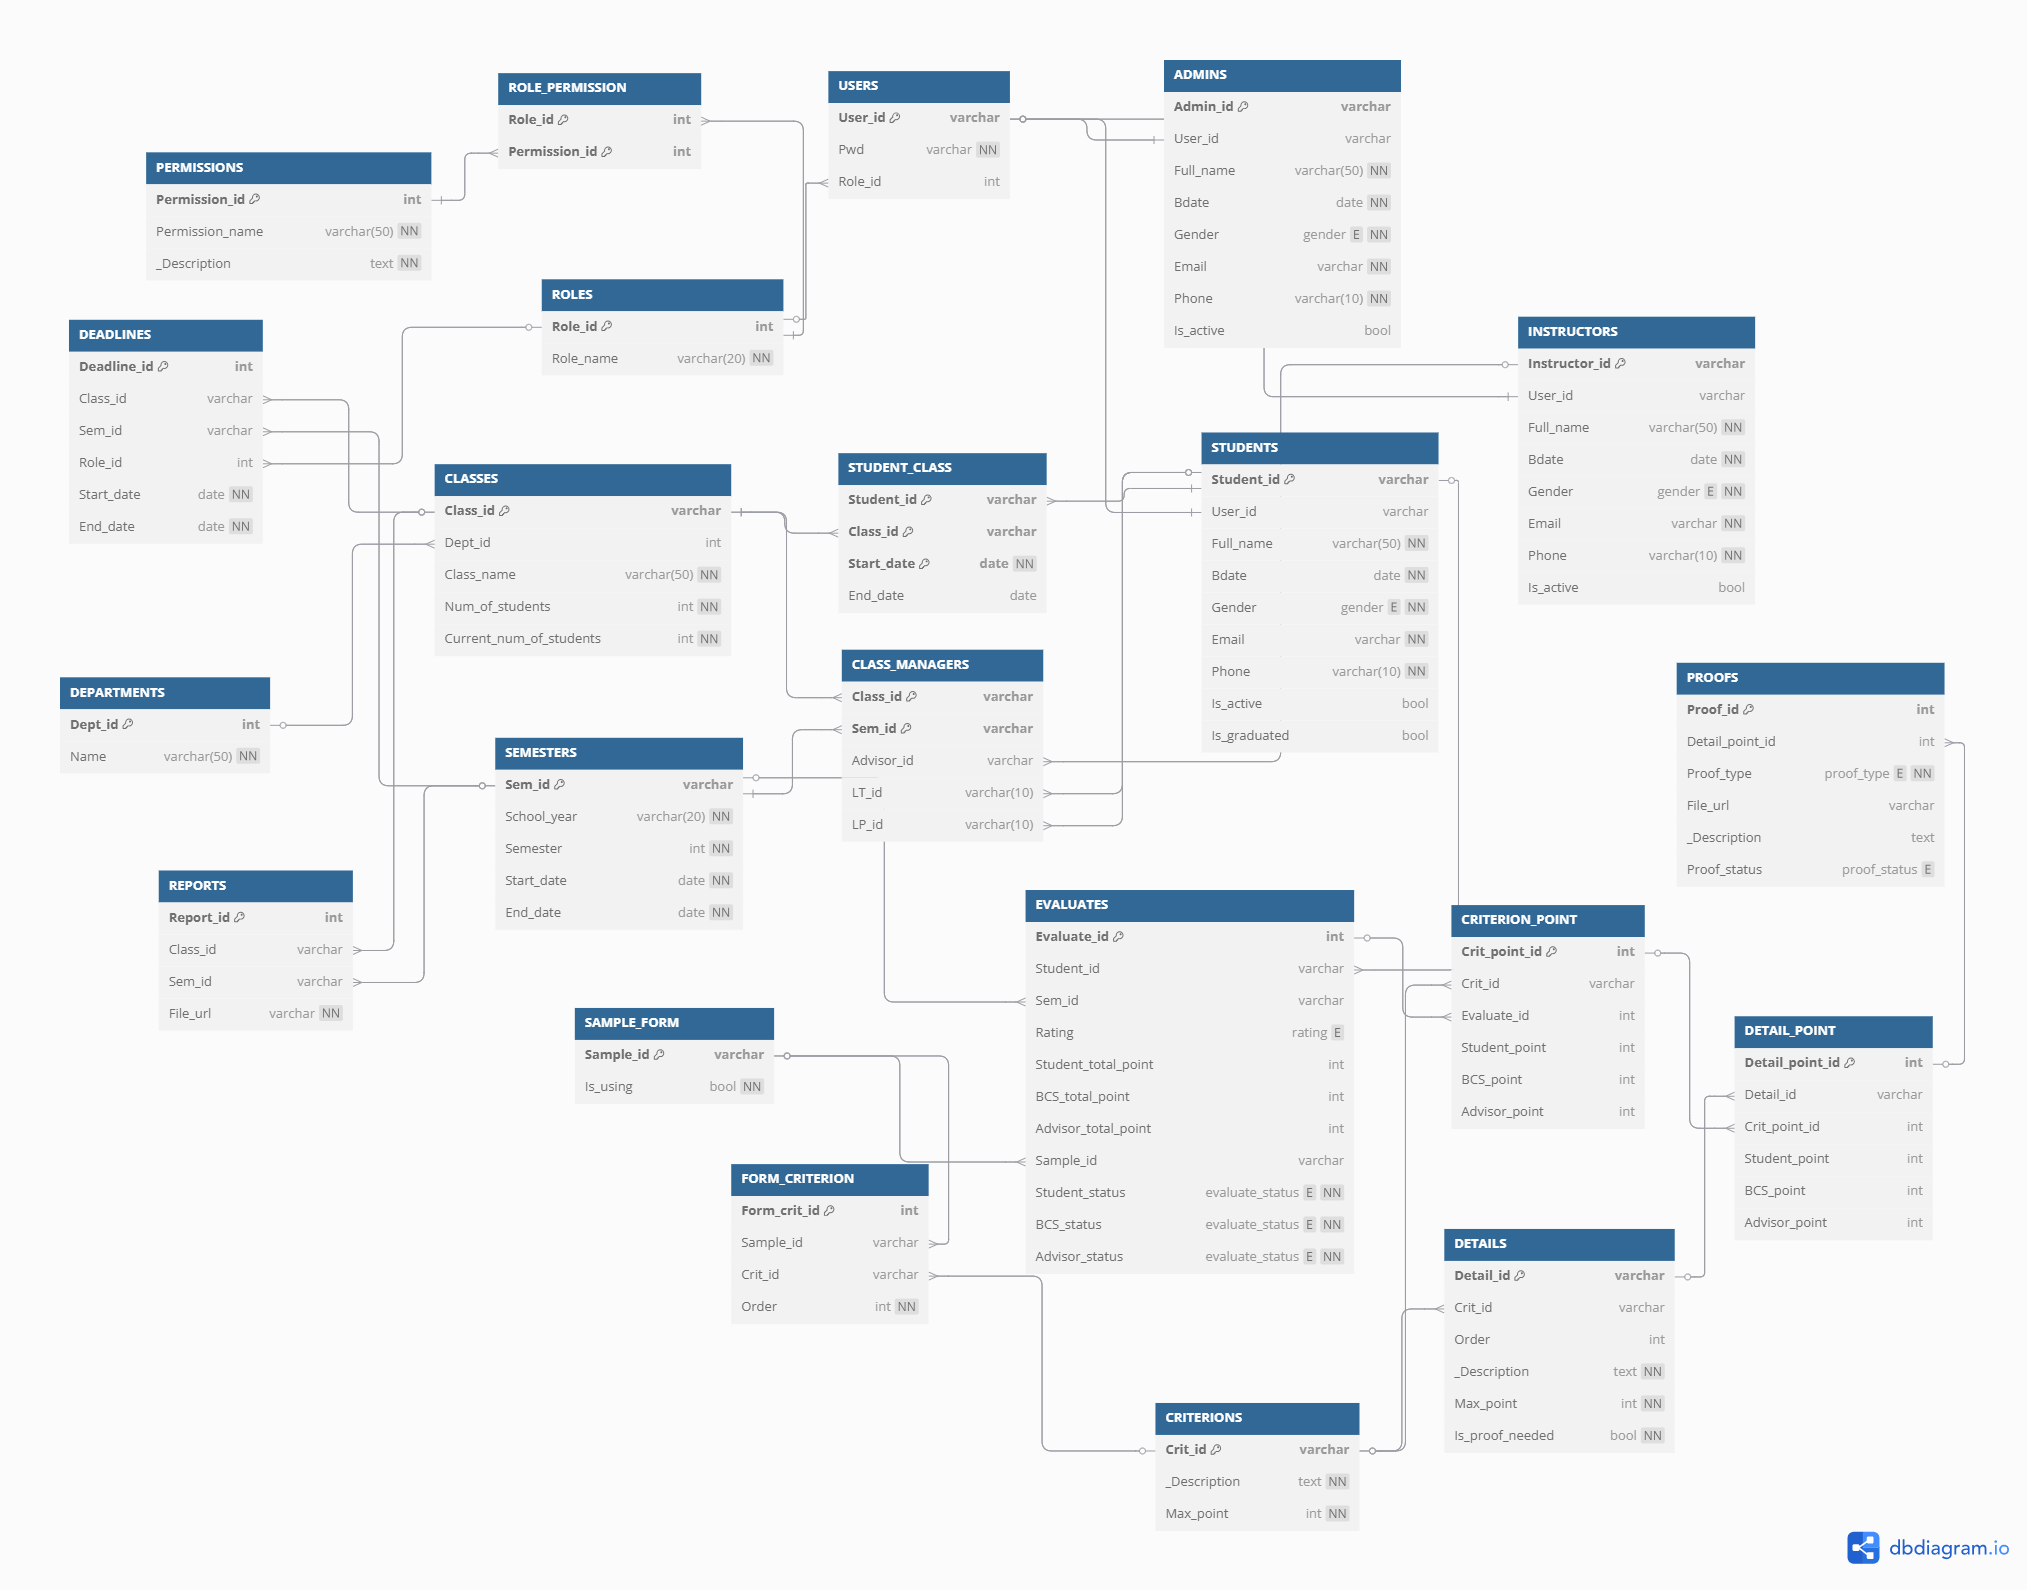 ROLE_PERMISSION
Role_id int
Permission_id int
USERS
User_id varchar
Pwd varchar NN
Role_id int
ADMINS
Admin_id varchar
User_id varchar
Full_name varchar(50) NN
Bdate date NN
Gender gender E NN
Email varchar NN
Phone varchar(10) NN
Is_active bool
PERMISSIONS
Permission_id int
Permission_name varchar(50) NN
_Description text NN
ROLES
Role_id int
Role_name varchar(20) NN
DEADLINES
Deadline_id int
Class_id varchar
Sem_id varchar
Role_id int
Start_date date NN
End_date date NN
INSTRUCTORS
Instructor_id varchar
User_id varchar
Full_name varchar(50) NN
Bdate date NN
Gender gender E NN
Email varchar NN
Phone varchar(10) NN
Is_active bool
CLASSES
Class_id varchar
Dept_id int
Class_name varchar(50) NN
Num_of_students int NN
Current_num_of_students int NN
STUDENT_CLASS
Student_id varchar
Class_id varchar
Start_date date NN
End_date date
STUDENTS
Student_id varchar
User_id varchar
Full_name varchar(50) NN
Bdate date NN
Gender gender E NN
Email varchar NN
Phone varchar(10) NN
Is_active bool
Is_graduated bool
DEPARTMENTS
Dept_id int
Name varchar(50) NN
CLASS_MANAGERS
Class_id varchar
Sem_id varchar
Advisor_id varchar
LT_id varchar(10)
LP_id varchar(10)
PROOFS
Proof_id int
Detail_point_id int
Proof_type proof_type E NN
File_url varchar
_Description text
Proof_status proof_status E
SEMESTERS
Sem_id varchar
School_year varchar(20) NN
Semester int NN
Start_date date NN
End_date date NN
REPORTS
Report_id int
Class_id varchar
Sem_id varchar
File_url varchar NN
EVALUATES
Evaluate_id int
Student_id varchar
Sem_id varchar
Rating rating E
Student_total_point int
BCS_total_point int
Advisor_total_point int
Sample_id varchar
Student_status evaluate_status E NN
BCS_status evaluate_status E NN
Advisor_status evaluate_status E NN
CRITERION_POINT
Crit_point_id int
Crit_id varchar
Evaluate_id int
Student_point int
BCS_point int
Advisor_point int
SAMPLE_FORM
Sample_id varchar
Is_using bool NN
DETAIL_POINT
Detail_point_id int
Detail_id varchar
Crit_point_id int
Student_point int
BCS_point int
Advisor_point int
FORM_CRITERION
Form_crit_id int
Sample_id varchar
Crit_id varchar
Order int NN
DETAILS
Detail_id varchar
Crit_id varchar
Order int
_Description text NN
Max_point int NN
Is_proof_needed bool NN
CRITERIONS
Crit_id varchar
_Description text NN
Max_point int NN
dbdiagram.io